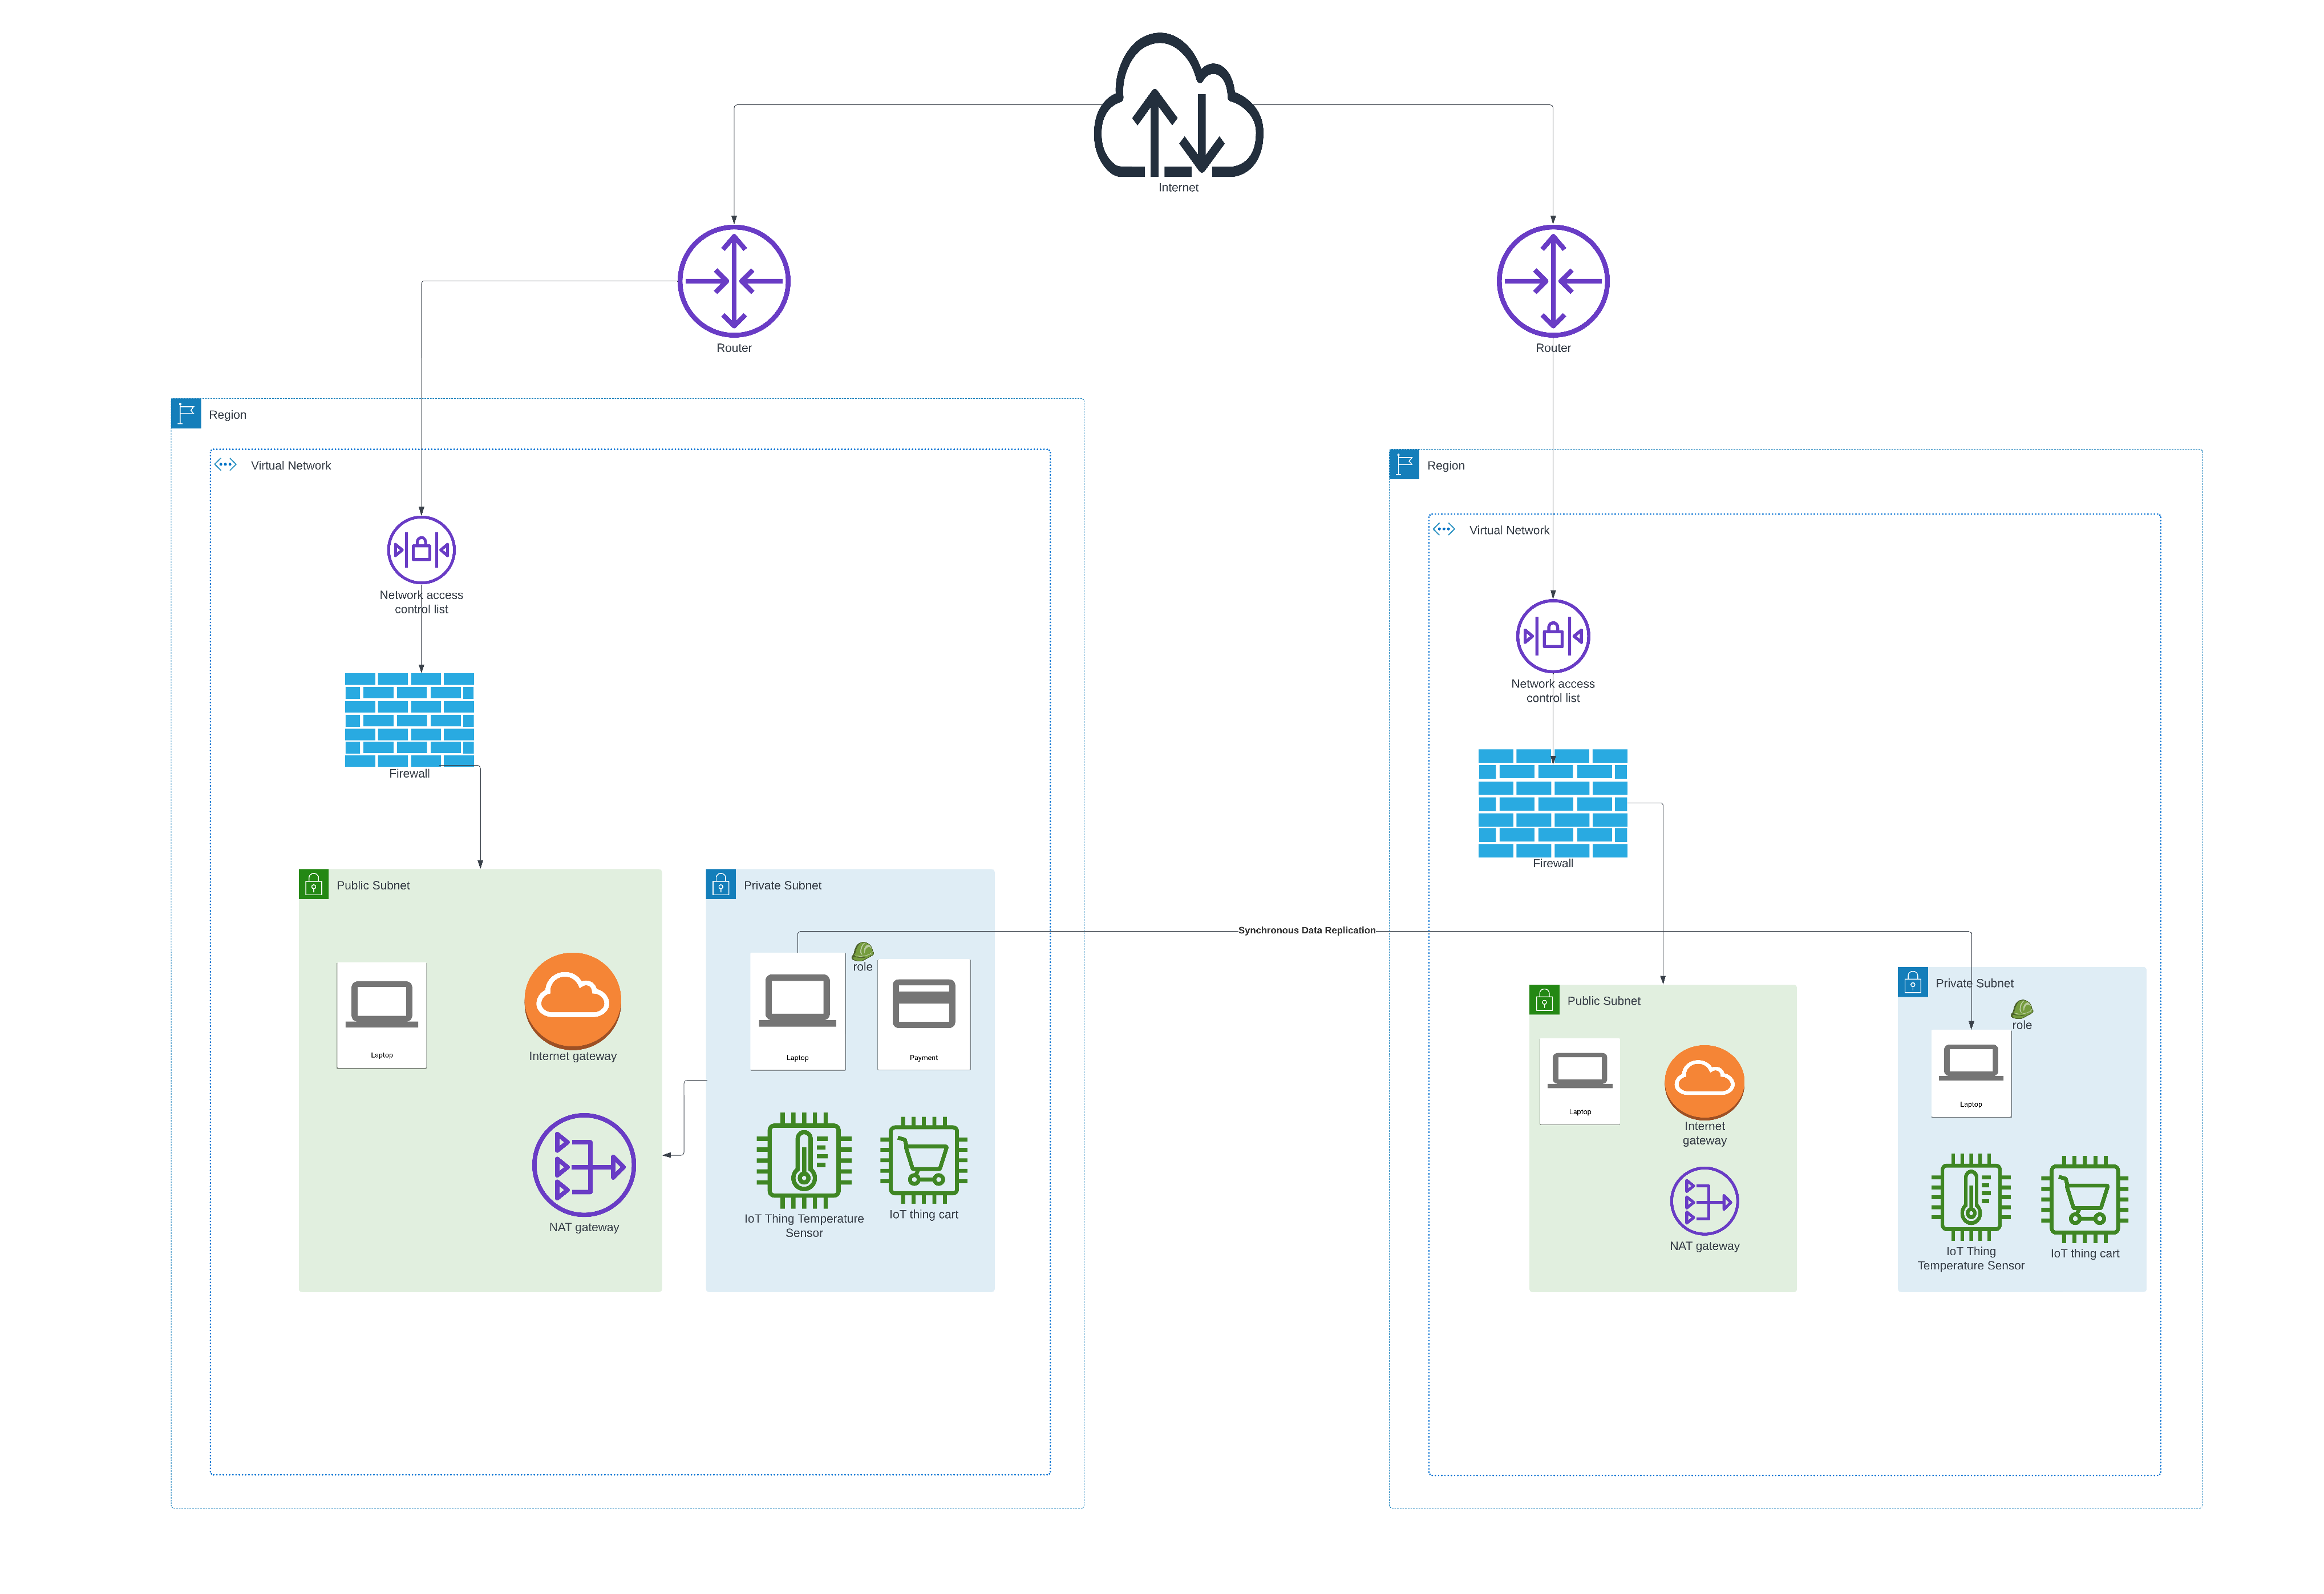 Internet
Router
Router
Region
Virtual Network
Network access
control list
Firewall
Public Subnet
Laptop
Internet gateway
NAT gateway
Private Subnet
role
Laptop
Payment
IoT Thing Temperature
Sensor
IoT thing cart
Synchronous Data Replication
Region
Virtual Network
Network access
control list
Firewall
Public Subnet
Laptop
Internet
gateway
NAT gateway
Private Subnet
role
Laptop
IoT Thing
Temperature Sensor
IoT thing cart